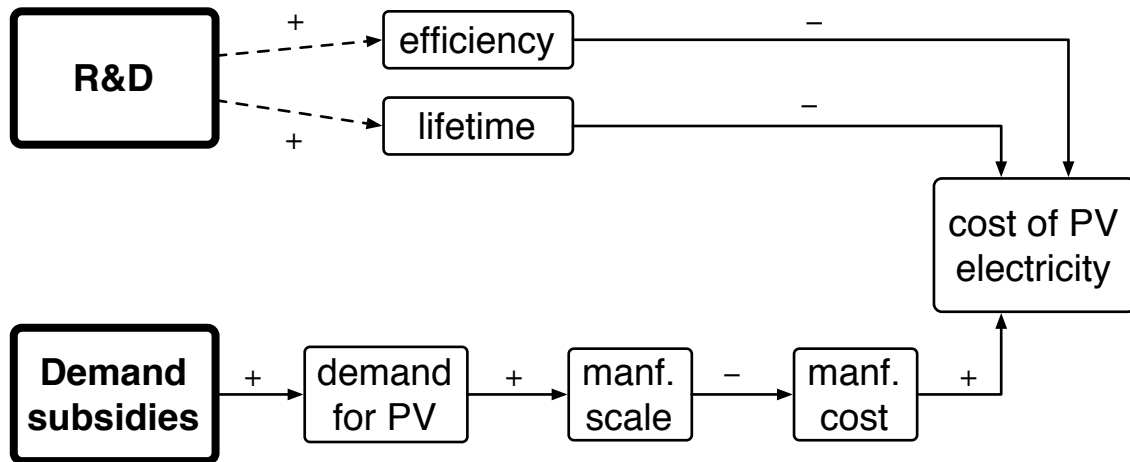 +
efficiency
−
R&D
lifetime
−
+
cost of PV
electricity
Demand
subsidies
+
demand
for PV
+
manf.
scale
−
manf.
cost
+